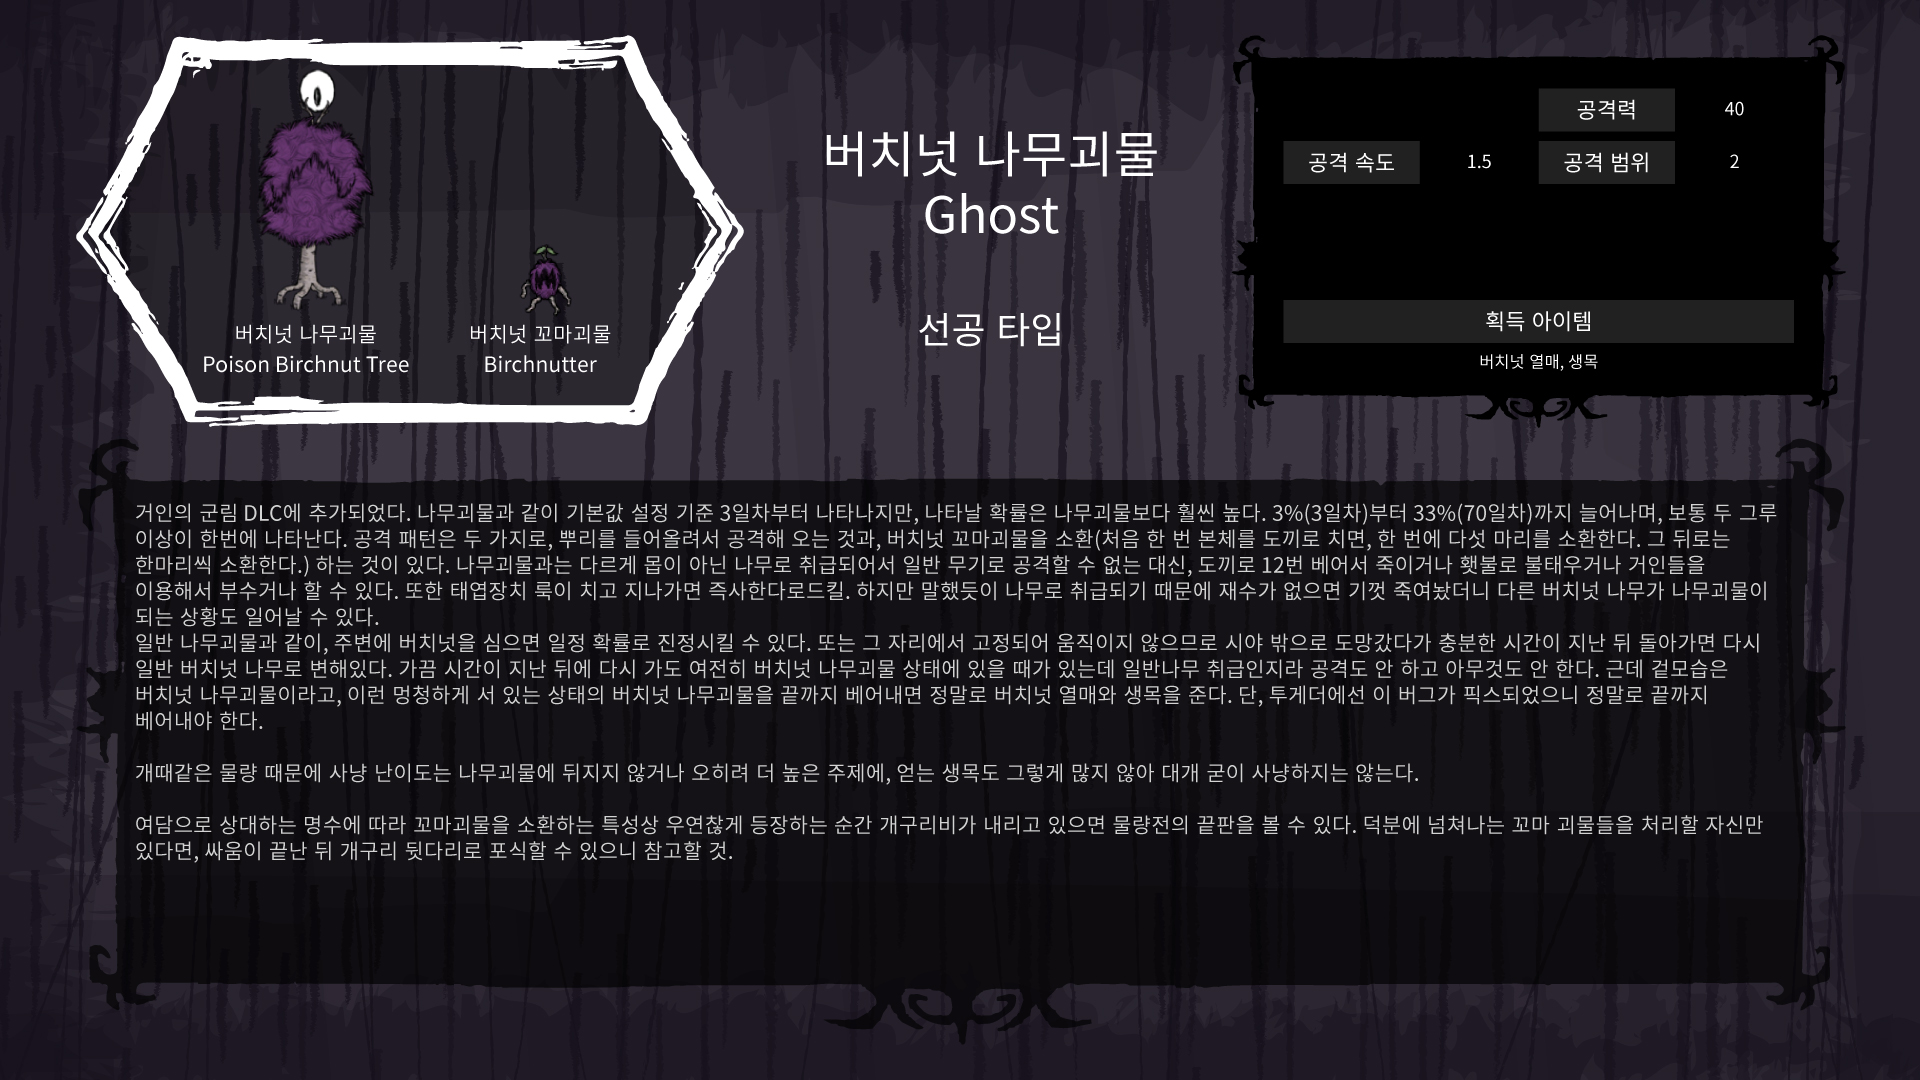 버치넛 나무괴물
Poison Birchnut Tree
버치넛 꼬마괴물
Birchnutter
버치넛 나무괴물
Ghost
선공 타입
공격력 40
공격 속도 1.5 공격 범위 2
획득 아이템
버치넛 열매, 생목
거인의 군림 DLC에 추가되었다. 나무괴물과 같이 기본값 설정 기준 3일차부터 나타나지만, 나타날 확률은 나무괴물보다 훨씬 높다. 3%(3일차)부터 33%(70일차)까지 늘어나며, 보통 두 그루
이상이 한번에 나타난다. 공격 패턴은 두 가지로, 뿌리를 들어올려서 공격해 오는 것과, 버치넛 꼬마괴물을 소환(처음 한 번 본체를 도끼로 치면, 한 번에 다섯 마리를 소환한다. 그 뒤로는
한마리씩 소환한다.) 하는 것이 있다. 나무괴물과는 다르게 몹이 아닌 나무로 취급되어서 일반 무기로 공격할 수 없는 대신, 도끼로 12번 베어서 죽이거나 횃불로 불태우거나 거인들을
이용해서 부수거나 할 수 있다. 또한 태엽장치 룩이 치고 지나가면 즉사한다로드킬. 하지만 말했듯이 나무로 취급되기 때문에 재수가 없으면 기껏 죽여놨더니 다른 버치넛 나무가 나무괴물이
되는 상황도 일어날 수 있다.
일반 나무괴물과 같이, 주변에 버치넛을 심으면 일정 확률로 진정시킬 수 있다. 또는 그 자리에서 고정되어 움직이지 않으므로 시야 밖으로 도망갔다가 충분한 시간이 지난 뒤 돌아가면 다시
일반 버치넛 나무로 변해있다. 가끔 시간이 지난 뒤에 다시 가도 여전히 버치넛 나무괴물 상태에 있을 때가 있는데 일반나무 취급인지라 공격도 안 하고 아무것도 안 한다. 근데 겉모습은
버치넛 나무괴물이라고, 이런 멍청하게 서 있는 상태의 버치넛 나무괴물을 끝까지 베어내면 정말로 버치넛 열매와 생목을 준다. 단, 투게더에선 이 버그가 픽스되었으니 정말로 끝까지
베어내야 한다.
개때같은 물량 때문에 사냥 난이도는 나무괴물에 뒤지지 않거나 오히려 더 높은 주제에, 얻는 생목도 그렇게 많지 않아 대개 굳이 사냥하지는 않는다.
여담으로 상대하는 명수에 따라 꼬마괴물을 소환하는 특성상 우연찮게 등장하는 순간 개구리비가 내리고 있으면 물량전의 끝판을 볼 수 있다. 덕분에 넘쳐나는 꼬마 괴물들을 처리할 자신만
있다면, 싸움이 끝난 뒤 개구리 뒷다리로 포식할 수 있으니 참고할 것.